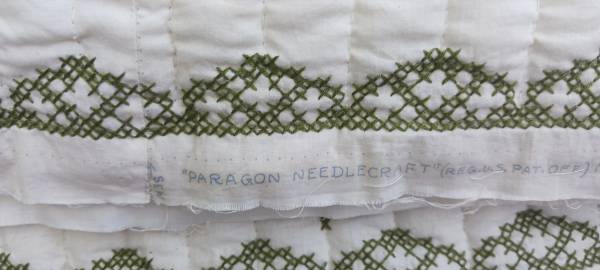 "PARAGON NEEDLECRAFT" (REG. U.S. PAT. OFF.)